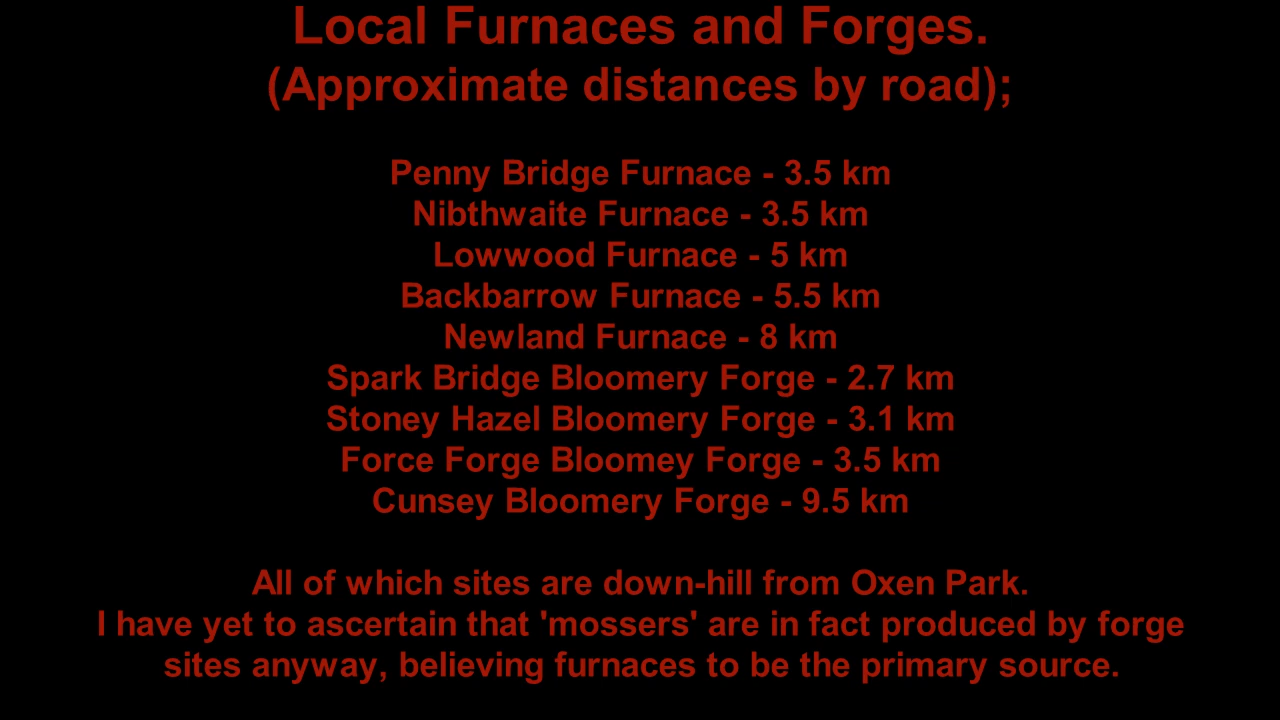 Local Furnaces and Forges.
(Approximate distances by road);
Penny Bridge Furnace - 3.5 km
Nibthwaite Furnace - 3.5 km
Lowwood Furnace - 5 km
Backbarrow Furnace - 5.5 km
Newland Furnace - 8 km
Spark Bridge Bloomery Forge - 2.7 km
Stoney Hazel Bloomery Forge - 3.1 km
Force Forge Bloomey Forge - 3.5 km
Cunsey Bloomery Forge - 9.5 km
All of which sites are down-hill from Oxen Park.
I have yet to ascertain that 'mossers' are in fact produced by forge
sites anyway, believing furnaces to be the primary source.